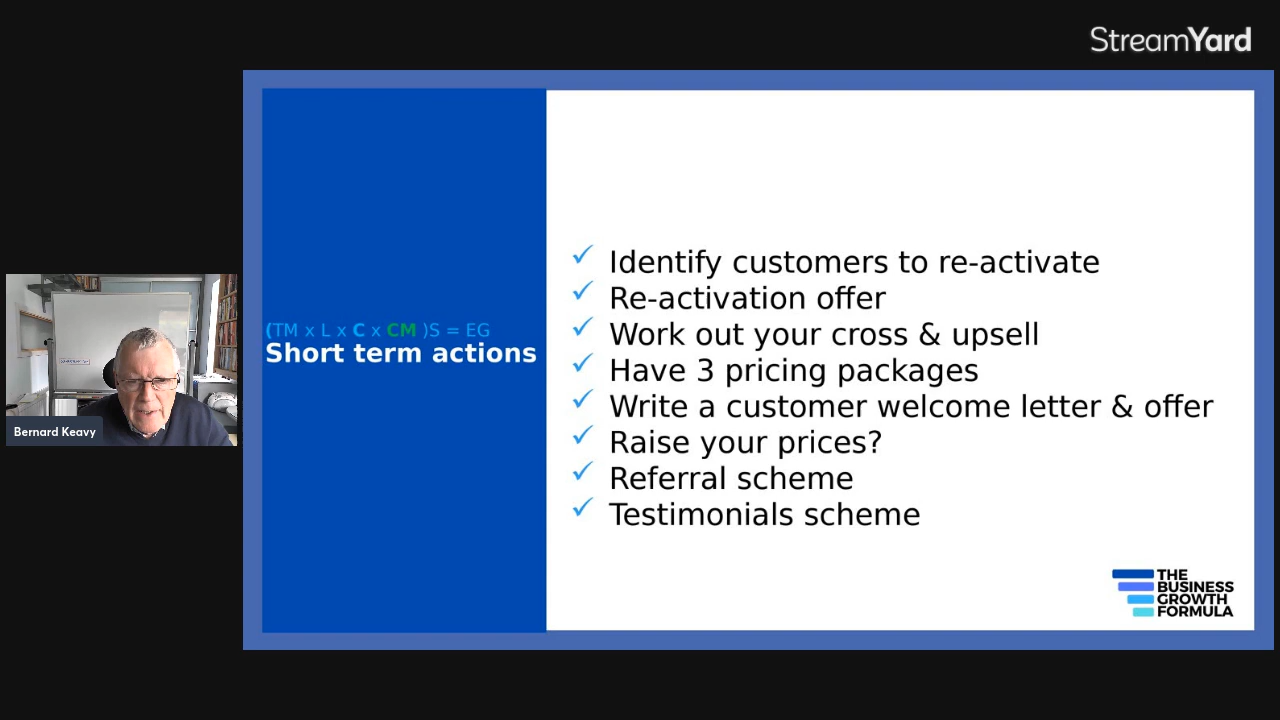 StreamYard
(TM x L x C x CM )S = EG
Short term actions
✓ Identify customers to re-activate
✓ Re-activation offer
✓ Work out your cross & upsell
✓ Have 3 pricing packages
✓ Write a customer welcome letter & offer
✓ Raise your prices?
✓ Referral scheme
✓ Testimonials scheme
Bernard Keavy
THE
BUSINESS
GROWTH
FORMULA